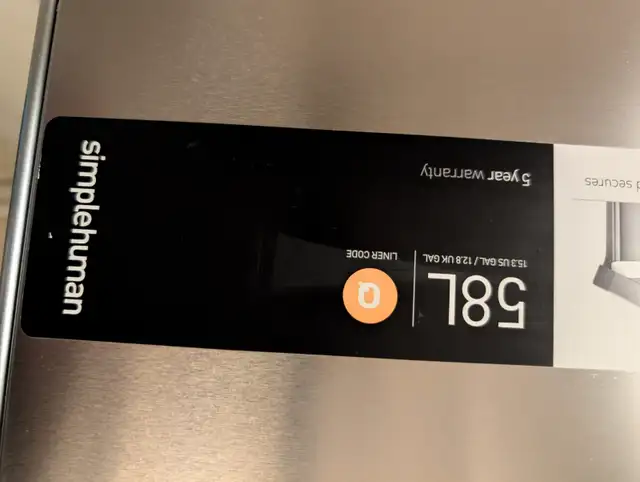 simplehuman
58L
15.3 US GAL / 12.8 UK GAL
Q
LINER CODE
5 year warranty
secures